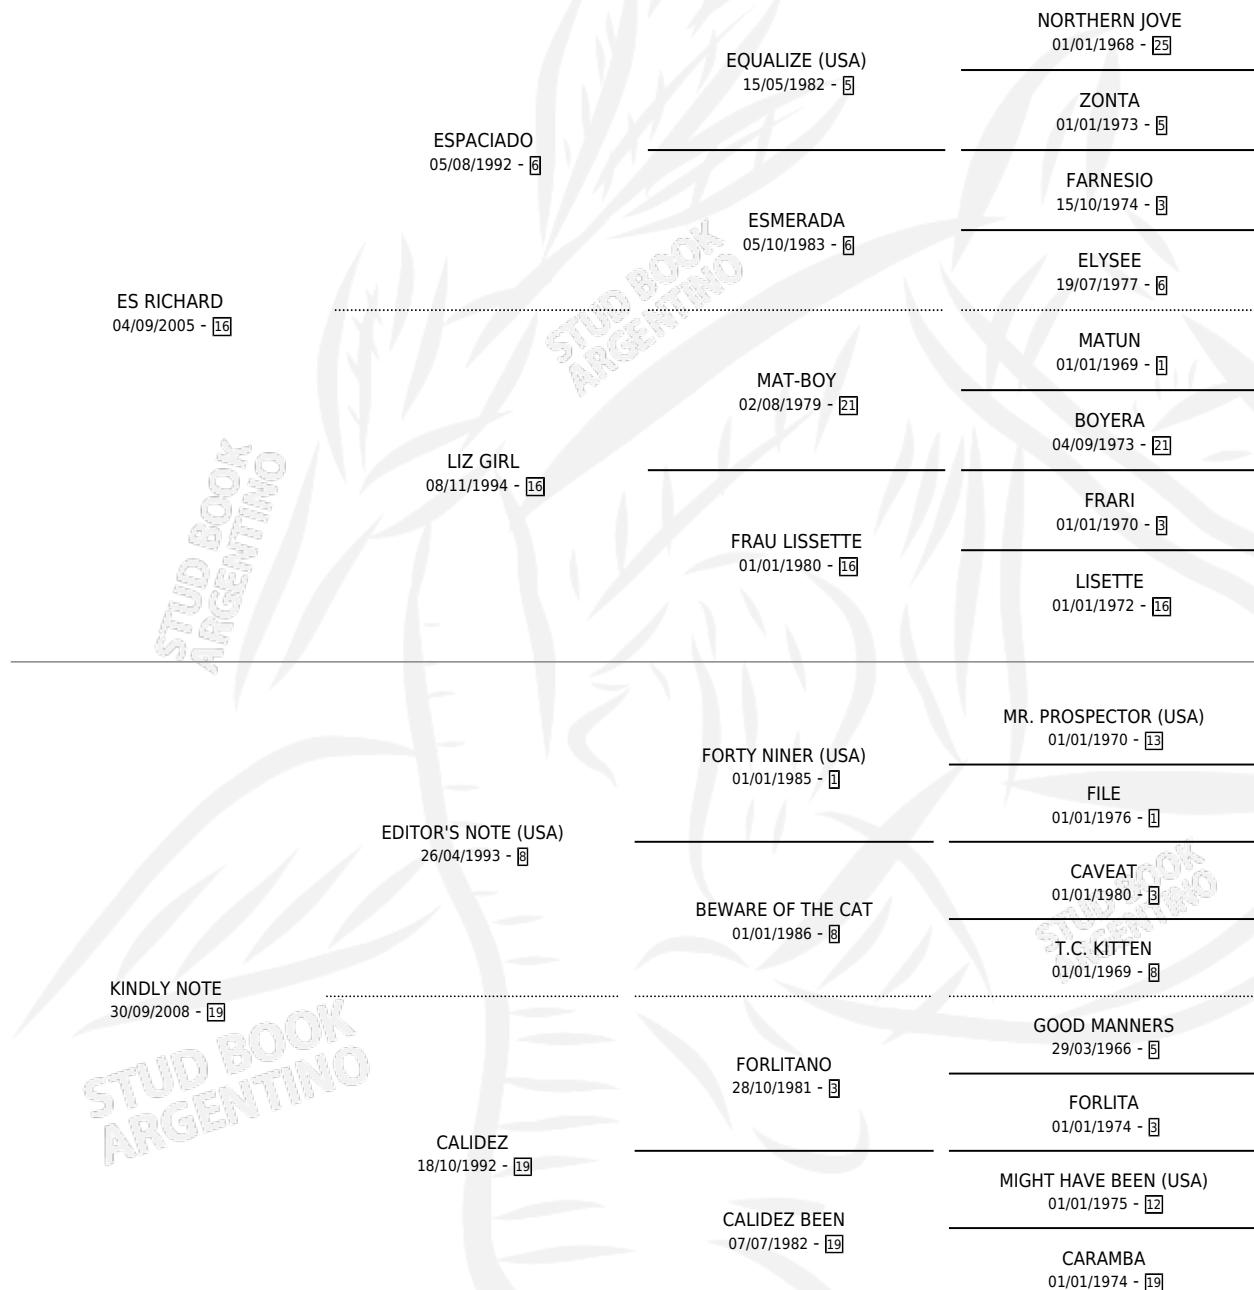 NORTHERN JOVE
01/01/1968 - 25
EQUALIZE (USA)
15/05/1982 - 5
ZONTA
01/01/1973 - 5
ESPACIADO
05/08/1992 - 6
FARNESIO
15/10/1974 - 3
ESMERADA
05/10/1983 - 6
ELYSEE
19/07/1977 - 6
ES RICHARD
04/09/2005 - 16
MATUN
01/01/1969 - 1
MAT-BOY
02/08/1979 - 21
BOYERA
04/09/1973 - 21
LIZ GIRL
08/11/1994 - 16
FRARI
01/01/1970 - 3
FRAU LISSETTE
01/01/1980 - 16
LISETTE
01/01/1972 - 16
STUD BOOK
ARGENTINO
STUD BOOK
ARGENTINO
MR. PROSPECTOR (USA)
01/01/1970 - 13
FORTY NINER (USA)
01/01/1985 - 1
FILE
01/01/1976 - 1
EDITOR'S NOTE (USA)
26/04/1993 - 8
CAVEAT
01/01/1980 - 3
BEWARE OF THE CAT
01/01/1986 - 8
T.C. KITTEN
01/01/1969 - 8
STUD BOOK
ARGENTINO
KINDLY NOTE
30/09/2008 - 19
GOOD MANNERS
29/03/1966 - 5
FORLITANO
28/10/1981 - 3
FORLITA
01/01/1974 - 3
CALIDEZ
18/10/1992 - 19
MIGHT HAVE BEEN (USA)
01/01/1975 - 12
CALIDEZ BEEN
07/07/1982 - 19
CARAMBA
01/01/1974 - 19
STUD BOOK
ARGENTINO